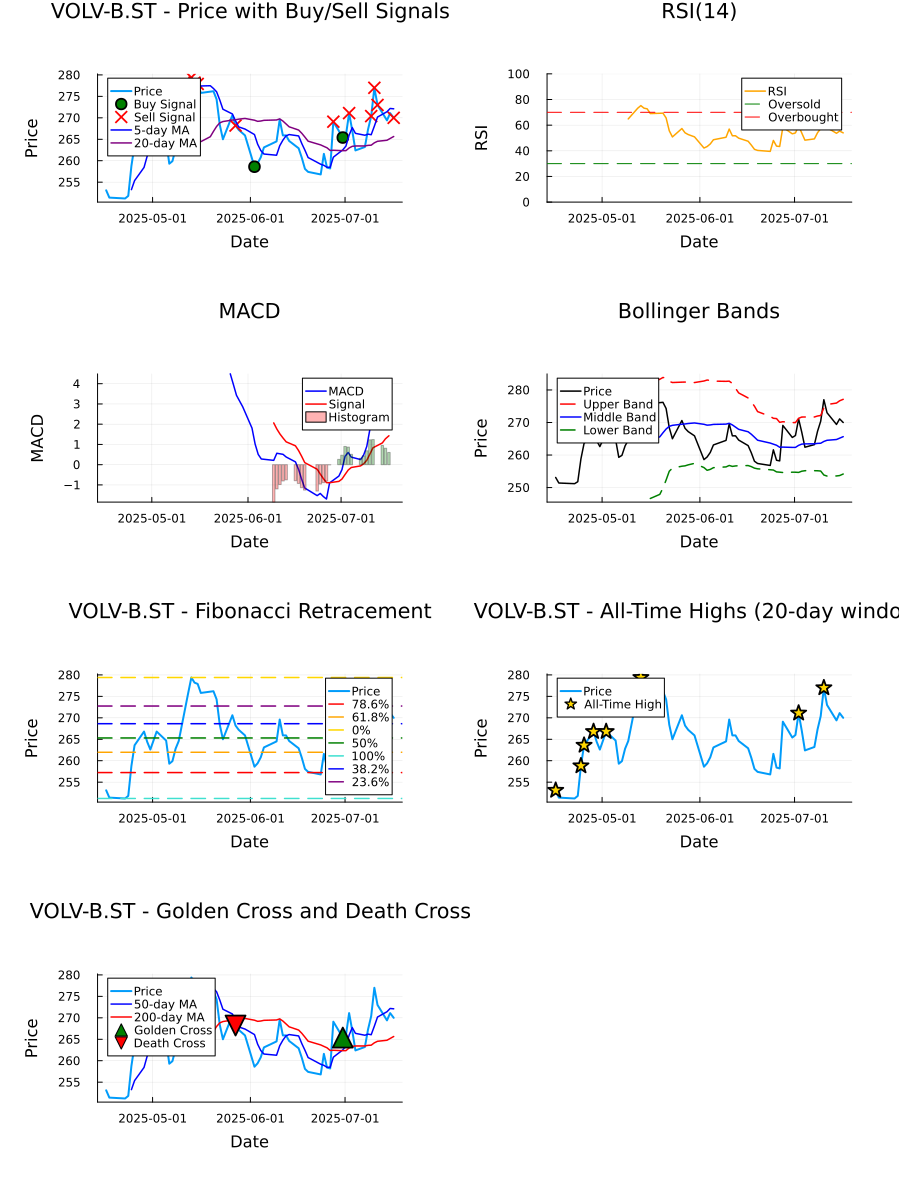 VOLV-B.ST - Price with Buy/Sell Signals
Price
280
275
270
265
260
255
Price
Buy Signal
Sell Signal
5-day MA
20-day MA
2025-05-01
2025-06-01
2025-07-01
Date
RSI(14)
RSI
100
80
60
40
20
0
RSI
Oversold
Overbought
2025-05-01
2025-06-01
2025-07-01
Date
MACD
MACD
4
3
2
1
0
−1
MACD
Signal
Histogram
2025-05-01
2025-06-01
2025-07-01
Date
Bollinger Bands
Price
280
270
260
250
Price
Upper Band
Middle Band
Lower Band
2025-05-01
2025-06-01
2025-07-01
Date
VOLV-B.ST - Fibonacci Retracement
Price
280
275
270
265
260
255
Price
78.6%
61.8%
0%
50%
100%
38.2%
23.6%
2025-05-01
2025-06-01
2025-07-01
Date
VOLV-B.ST - All-Time Highs (20-day windo
Price
280
275
270
265
260
255
Price
All-Time High
2025-05-01
2025-06-01
2025-07-01
Date
VOLV-B.ST - Golden Cross and Death Cross
Price
280
275
270
265
260
255
Price
50-day MA
200-day MA
Golden Cross
Death Cross
2025-05-01
2025-06-01
2025-07-01
Date